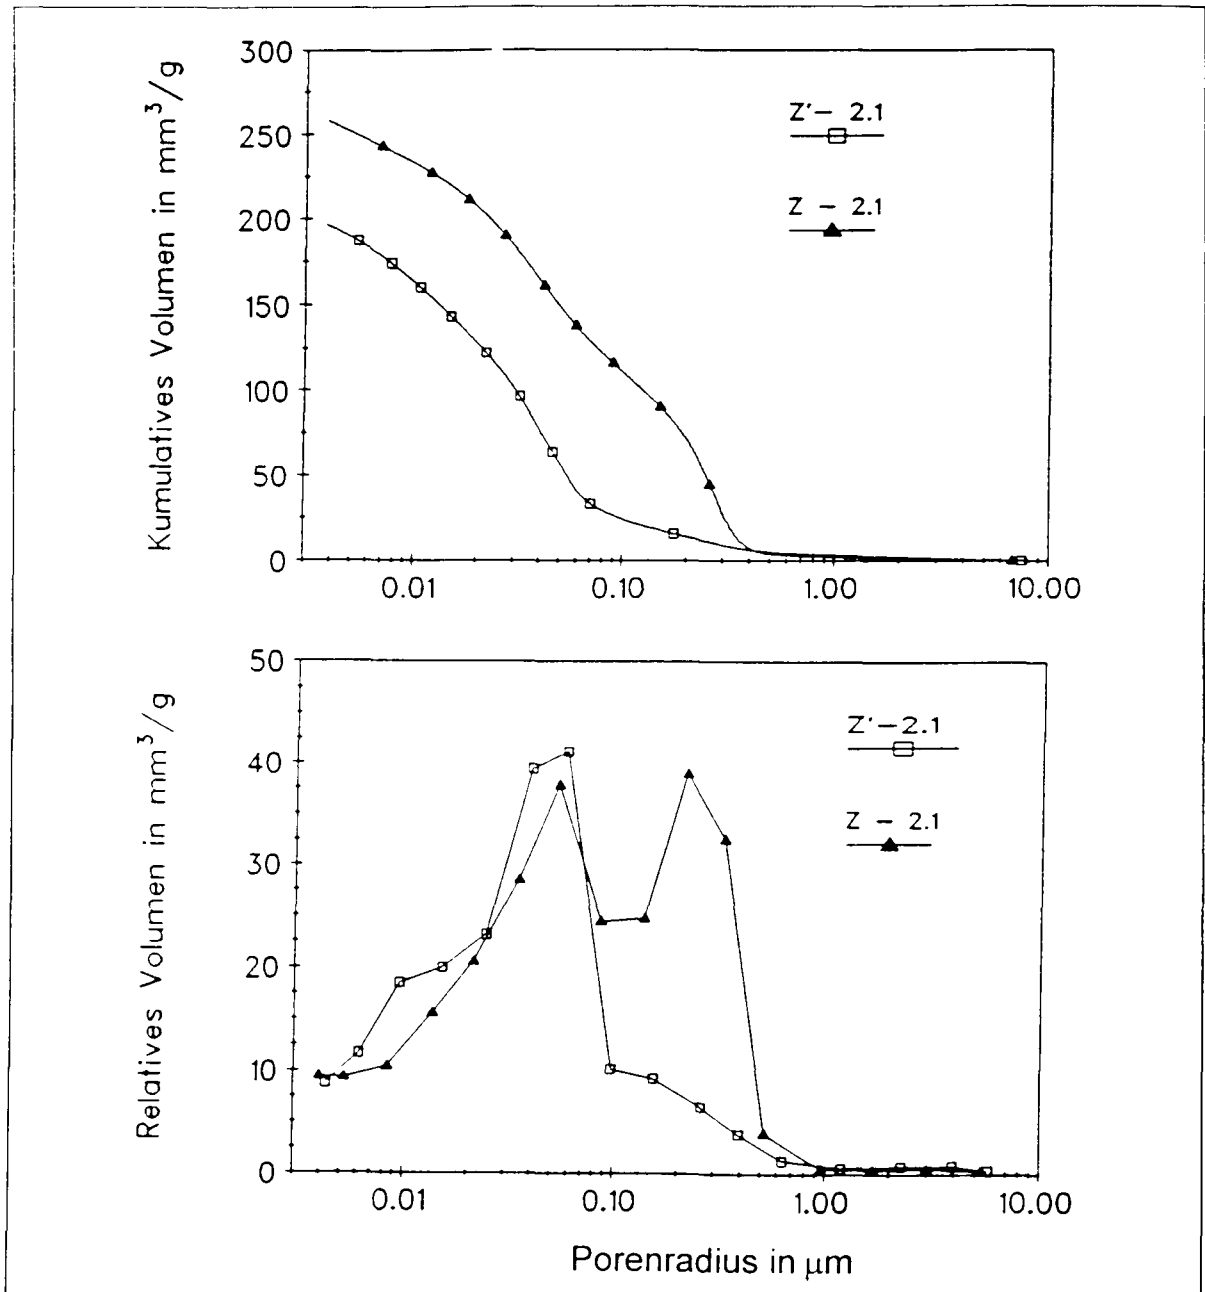 Kumulatives Volumen in mm³/g
300
250
200
150
100
50
0
Z'– 2.1
Z – 2.1
0.01 0.10 1.00 10.00
Relatives Volumen in mm³/g
50
40
30
20
10
0
Z'–2.1
Z – 2.1
0.01 0.10 1.00 10.00
Porenradius in μm